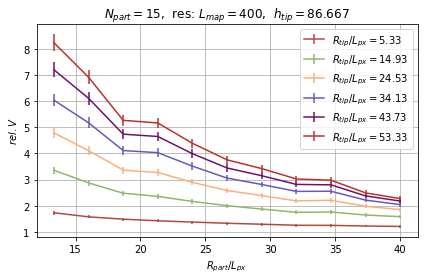 N_part = 15, res: L_map = 400, h_tip = 86.667
rel. V
8
7
6
5
4
3
2
1
R_tip/L_px = 5.33
R_tip/L_px = 14.93
R_tip/L_px = 24.53
R_tip/L_px = 34.13
R_tip/L_px = 43.73
R_tip/L_px = 53.33
15 20 25 30 35 40
R_part/L_px